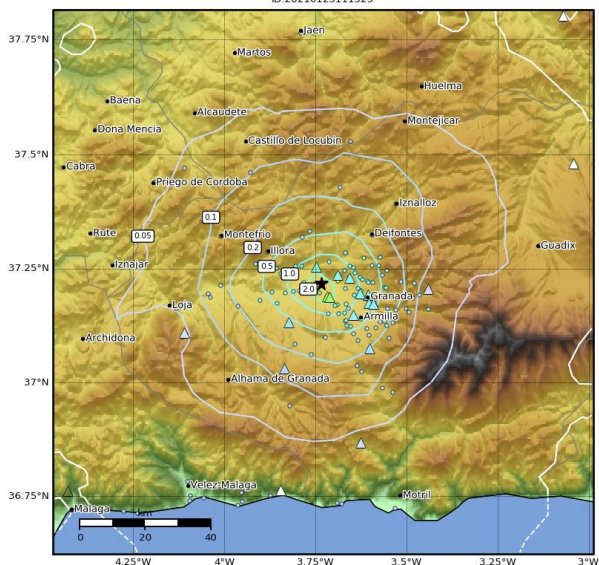 37.75°N
Jaen
Martos
Huelma
Baena
Alcaudete
Dona Mencia
Montejicar
Castillo de Locubin
37.5°N
Cabra
Priego de Cordoba
Iznalloz
0.1
Rute
0.05
Montefrio
Deifontes
0.2
Illora
Guadix
Iznajar
0.5
37.25°N
1.0
2.0
Granada
Loja
Armilla
Archidona
37°N
Alhama de Granada
Velez-Malaga
36.75°N
Motril
Malaga
km
0
20
40
4.25°W
4°W
3.75°W
3.5°W
3.25°W
3°W